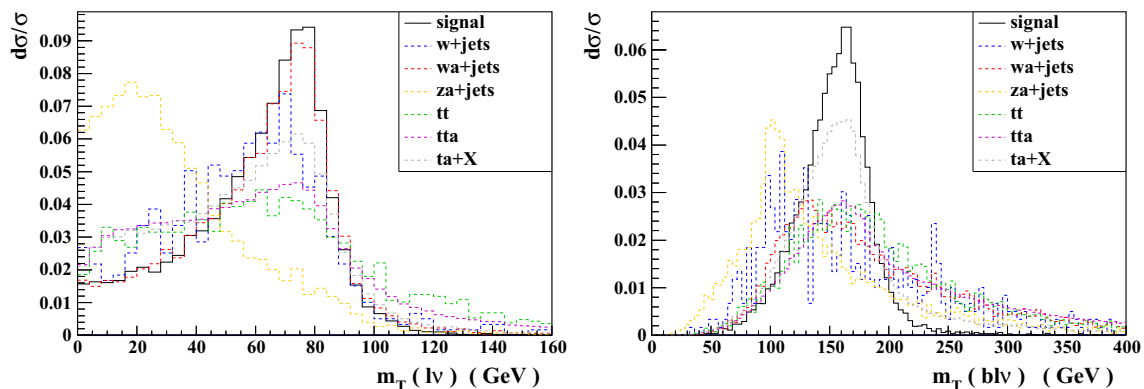 dσ/σ
0.09
0.08
0.07
0.06
0.05
0.04
0.03
0.02
0.01
0
signal
w+jets
wa+jets
za+jets
tt
tta
ta+X
0 20 40 60 80 100 120 140 160
m_T ( lν ) ( GeV )
dσ/σ
0.06
0.05
0.04
0.03
0.02
0.01
0
signal
w+jets
wa+jets
za+jets
tt
tta
ta+X
0 50 100 150 200 250 300 350 400
m_T ( blν ) ( GeV )